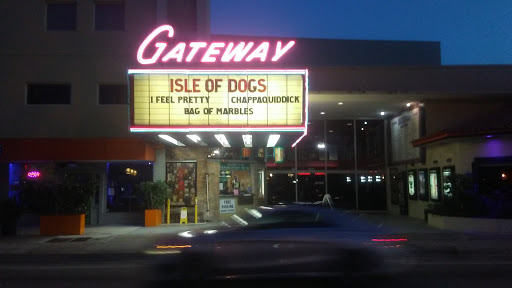 GATEWAY
ISLE OF DOGS
I FEEL PRETTY CHAPPAQUIDDICK
BAG OF MARBLES